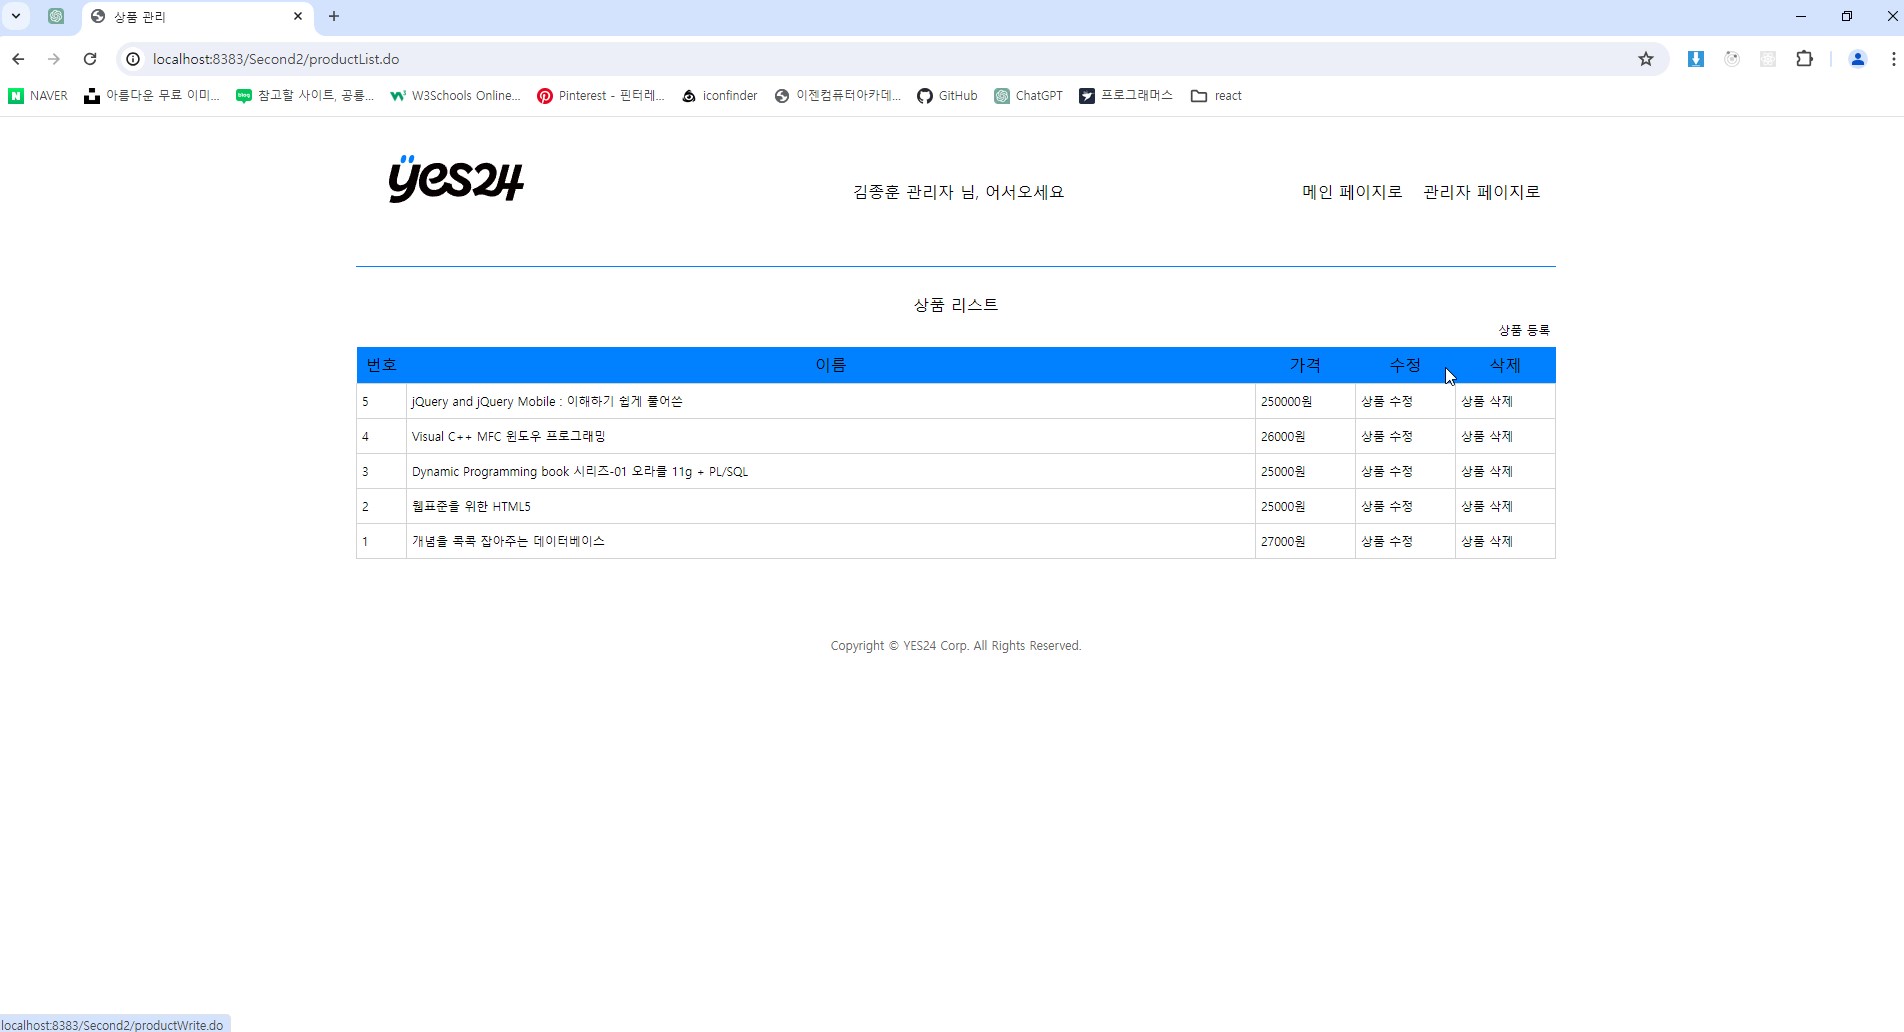 상품 관리
localhost:8383/Second2/productList.do
NAVER 아름다운 무료 이미... 참고할 사이트, 공룡... W3Schools Online... Pinterest - 핀터레... iconfinder 이젠컴퓨터아카데... GitHub ChatGPT 프로그래머스 react
yes24
김종훈 관리자 님, 어서오세요
메인 페이지로 관리자 페이지로
상품 리스트
상품 등록
번호 이름 가격 수정 삭제
5 jQuery and jQuery Mobile : 이해하기 쉽게 풀어쓴 250000원 상품 수정 상품 삭제
4 Visual C++ MFC 윈도우 프로그래밍 26000원 상품 수정 상품 삭제
3 Dynamic Programming book 시리즈-01 오라클 11g + PL/SQL 25000원 상품 수정 상품 삭제
2 웹표준을 위한 HTML5 25000원 상품 수정 상품 삭제
1 개념을 콕콕 잡아주는 데이터베이스 27000원 상품 수정 상품 삭제
Copyright © YES24 Corp. All Rights Reserved.
localhost:8383/Second2/productWrite.do